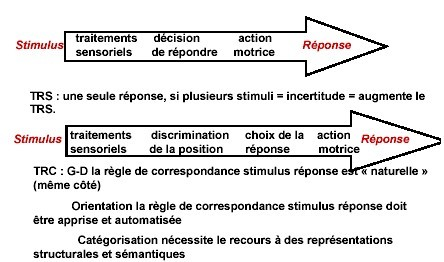 traitements décision action
Stimulus sensoriels de répondre motrice Réponse
TRS : une seule réponse, si plusieurs stimuli = incertitude = augmente le
TRS.
Stimulus traitements discrimination choix de la action Réponse
sensoriels de la position réponse motrice
TRC : G-D la règle de correspondance stimulus réponse est « naturelle »
(même côté)
Orientation la règle de correspondance stimulus réponse doit
être apprise et automatisée
Catégorisation nécessite le recours à des représentations
structurales et sémantiques